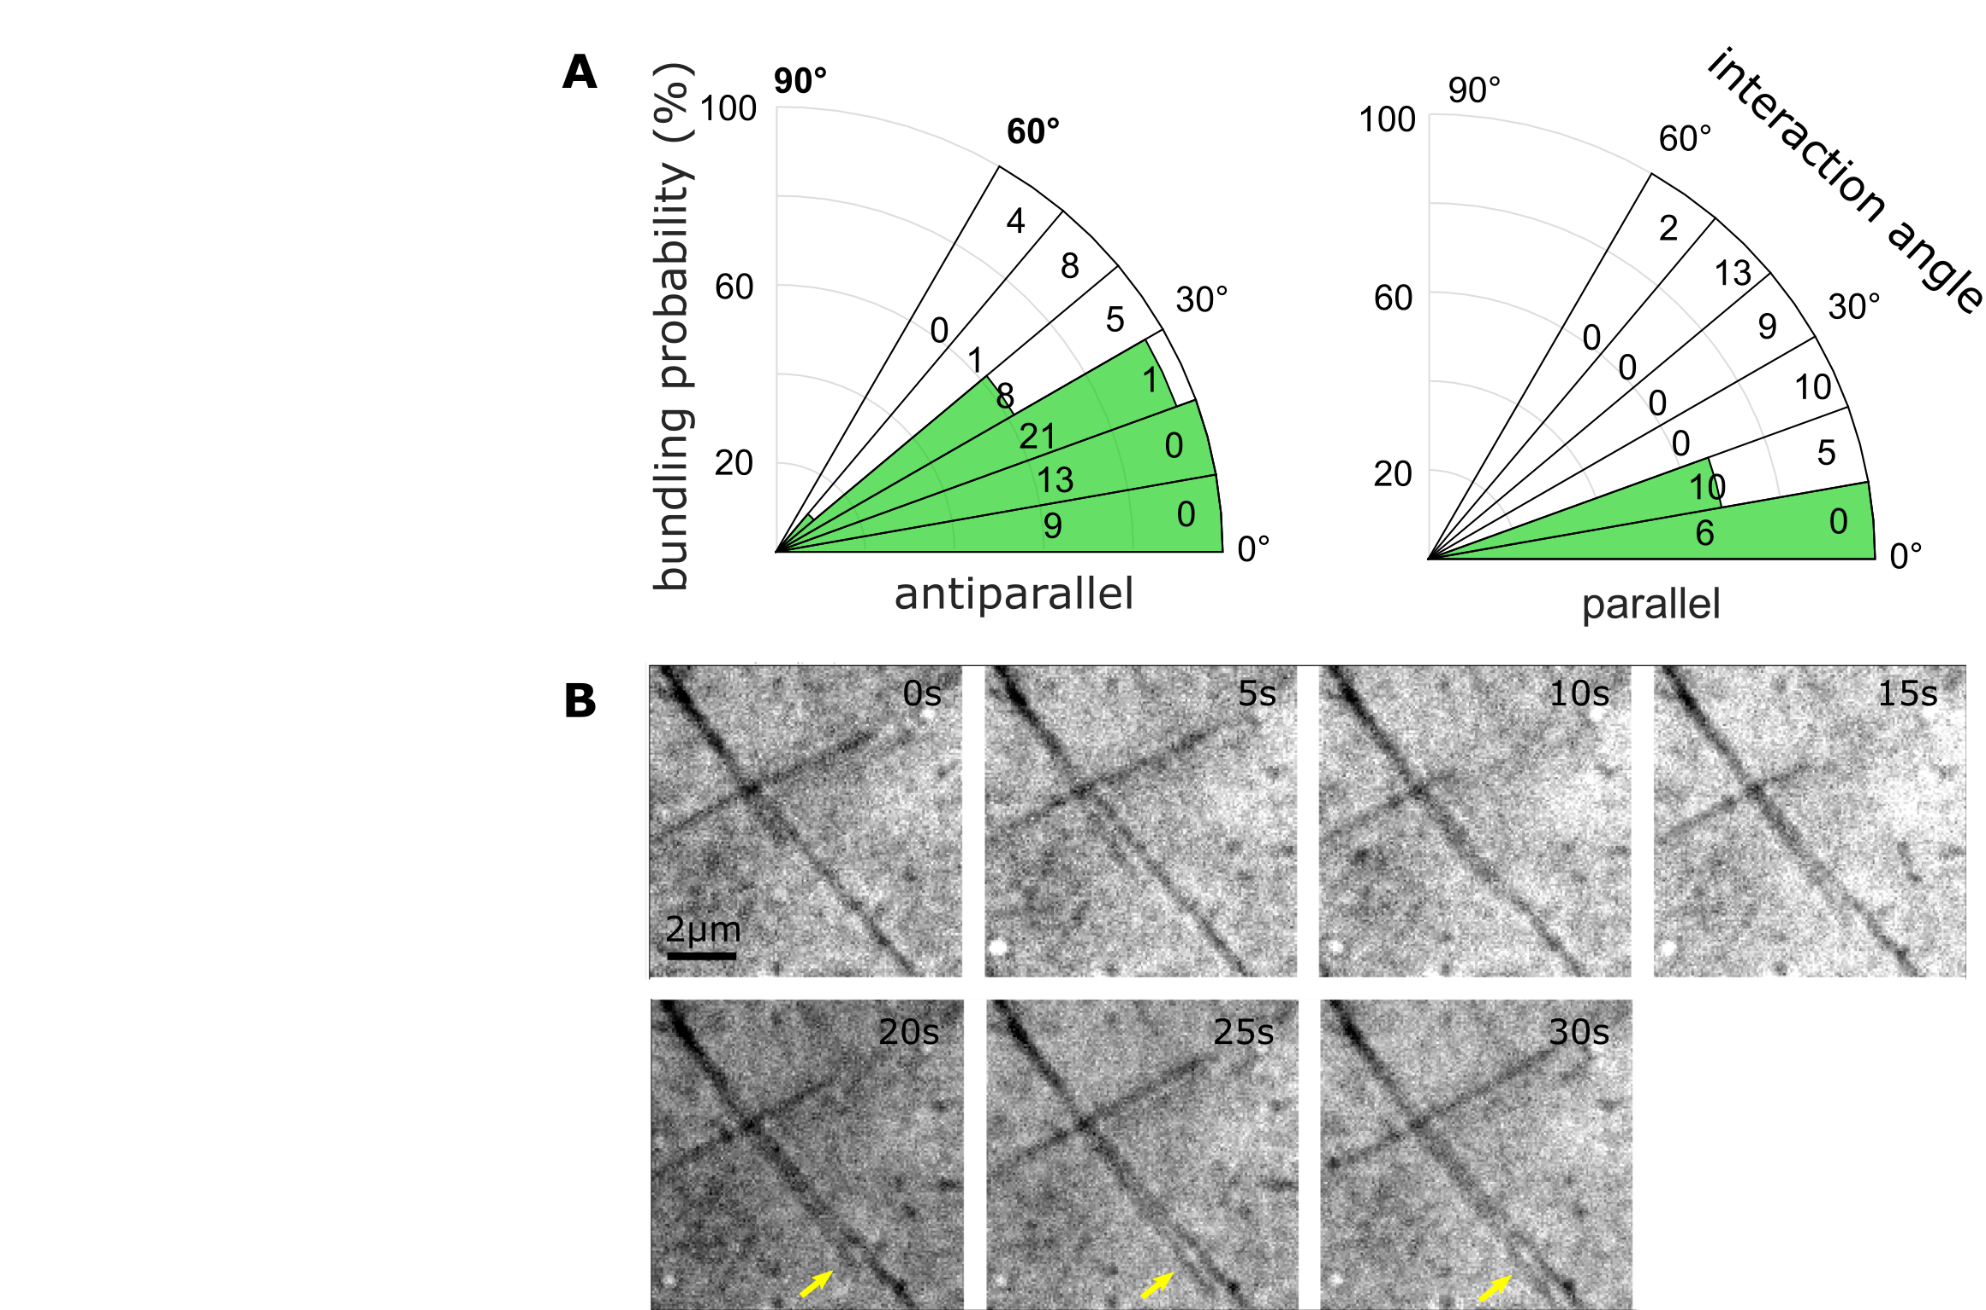 A
bundling probability (%)
100
60
20
90°
60°
30°
0°
4
8
5
1
0
0
0
1
8
21
13
9
antiparallel
100
60
20
90°
60°
30°
0°
interaction angle
2
13
9
10
5
0
0
0
0
0
10
6
parallel
B
0s
5s
10s
15s
2μm
20s
25s
30s